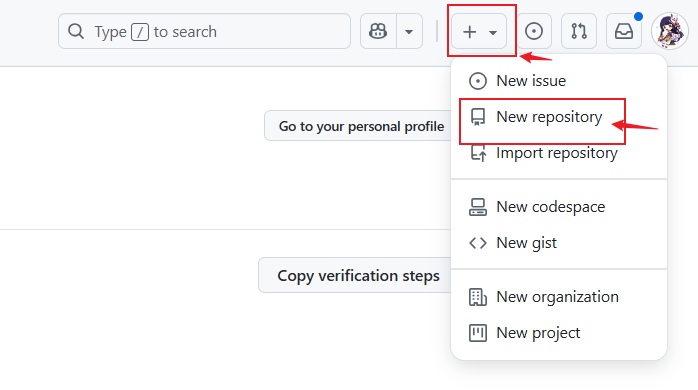 Type / to search
New issue
New repository
Go to your personal profile
Import repository
New codespace
New gist
Copy verification steps
New organization
New project